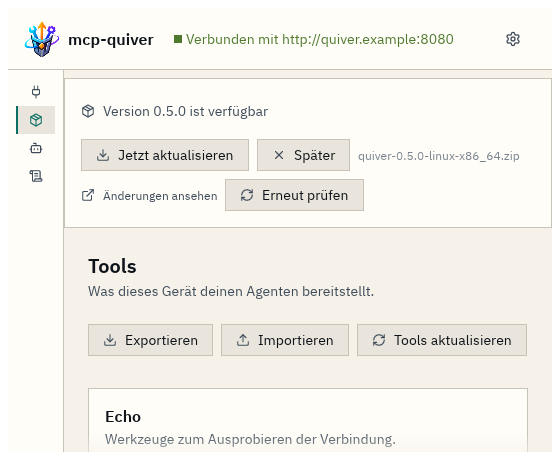 mcp-quiver
Verbunden mit http://quiver.example:8080
Version 0.5.0 ist verfügbar
Jetzt aktualisieren Später quiver-0.5.0-linux-x86_64.zip
Änderungen ansehen Erneut prüfen
Tools
Was dieses Gerät deinen Agenten bereitstellt.
Exportieren Importieren Tools aktualisieren
Echo
Werkzeuge zum Ausprobieren der Verbindung.